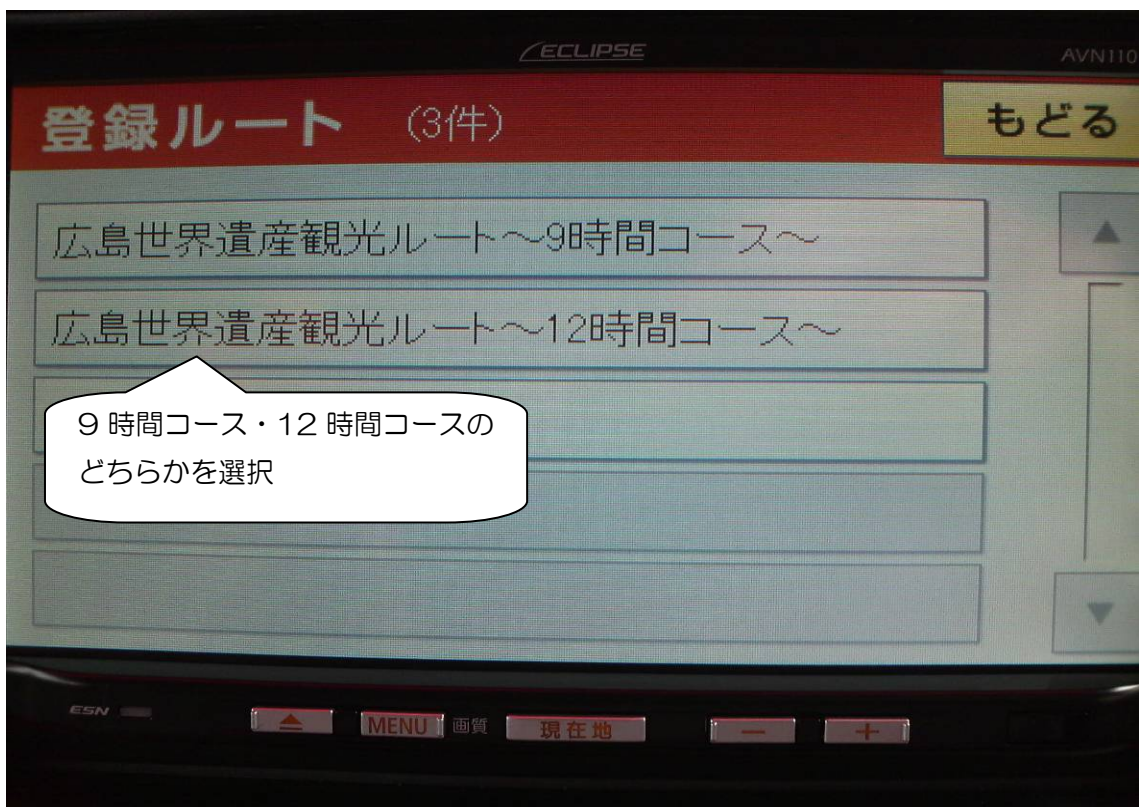 ECLIPSE
AVN110
登録ルート (3件)
もどる
▲
広島世界遺産観光ルート～9時間コース～
広島世界遺産観光ルート～12時間コース～
9時間コース・12時間コースの
どちらかを選択
▼
ESN
MENU 画質 現在地 － ＋